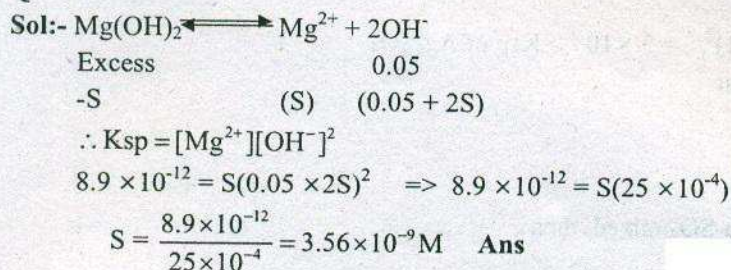 Sol:- Mg(OH)₂ ⇌ Mg²⁺ + 2OH⁻
Excess 0.05
-S (S) (0.05 + 2S)
∴ Ksp = [Mg²⁺][OH⁻]²
8.9 ×10⁻¹² = S(0.05 ×2S)² => 8.9 ×10⁻¹² = S(25 ×10⁻⁴)
S = 8.9×10⁻¹² / 25×10⁻⁴ = 3.56×10⁻⁹M Ans